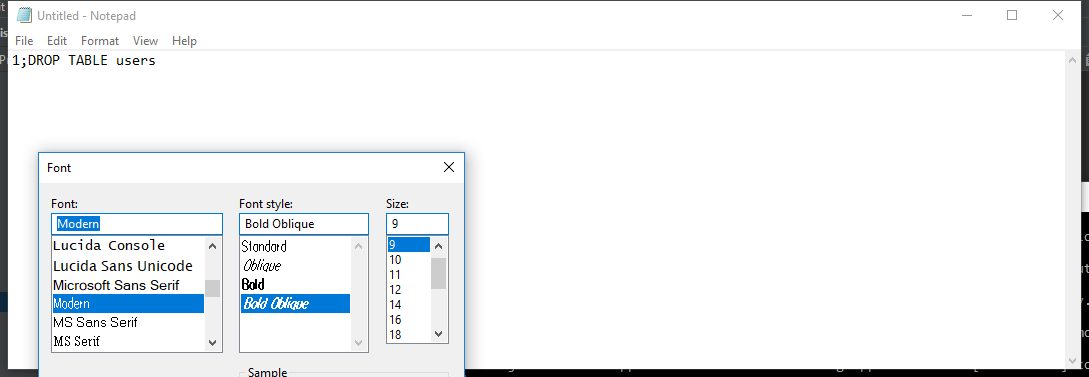 Untitled - Notepad
File Edit Format View Help
1;DROP TABLE users
Font
Font: Font style: Size:
Modern Bold Oblique 9
Lucida Console Standard 9
Lucida Sans Unicode Oblique 10
Microsoft Sans Serif Bold 11
Modern Bold Oblique 12
MS Sans Serif 14
MS Serif 16
18
Sample